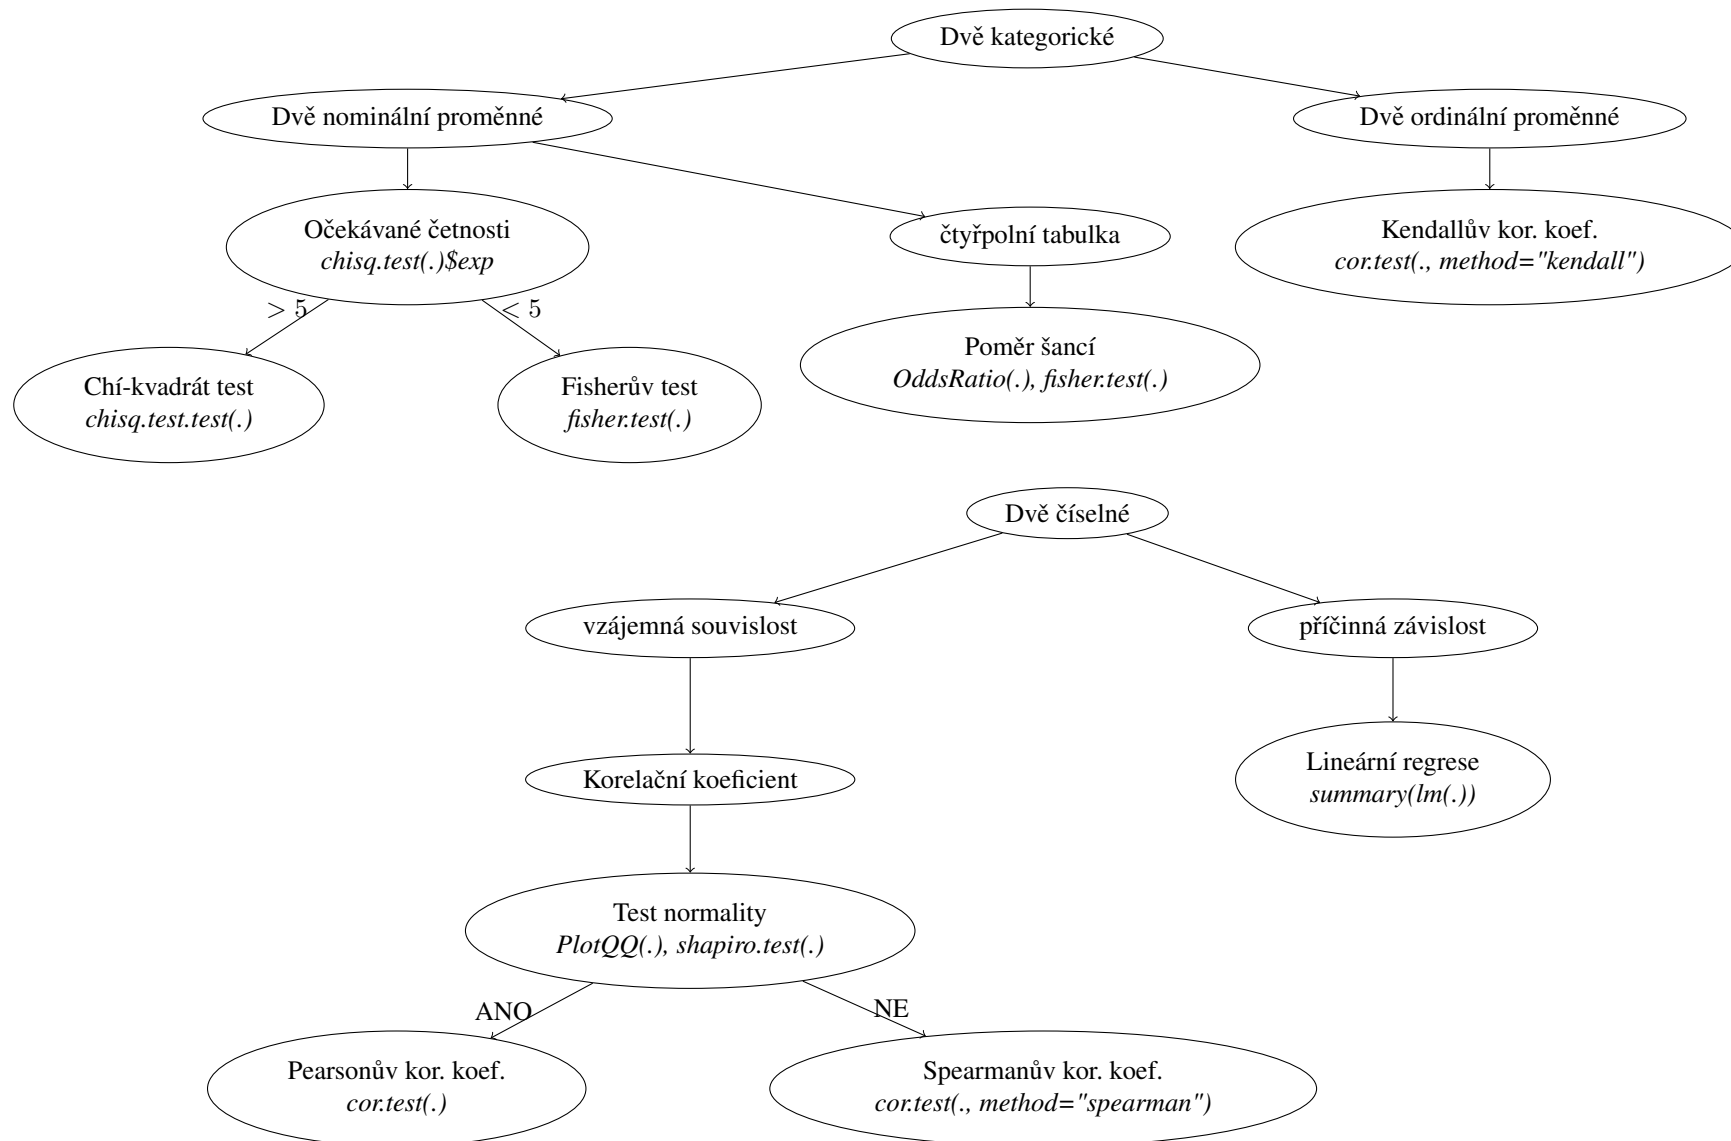 Dvě kategorické
Dvě nominální proměnné
Dvě ordinální proměnné
Očekávané četnosti
chisq.test(.)$exp
čtyřpolní tabulka
Kendallův kor. koef.
cor.test(., method="kendall")
> 5
< 5
Chí-kvadrát test
chisq.test.test(.)
Fisherův test
fisher.test(.)
Poměr šancí
OddsRatio(.), fisher.test(.)
Dvě číselné
vzájemná souvislost
příčinná závislost
Korelační koeficient
Lineární regrese
summary(lm(.))
Test normality
PlotQQ(.), shapiro.test(.)
ANO
NE
Pearsonův kor. koef.
cor.test(.)
Spearmanův kor. koef.
cor.test(., method="spearman")